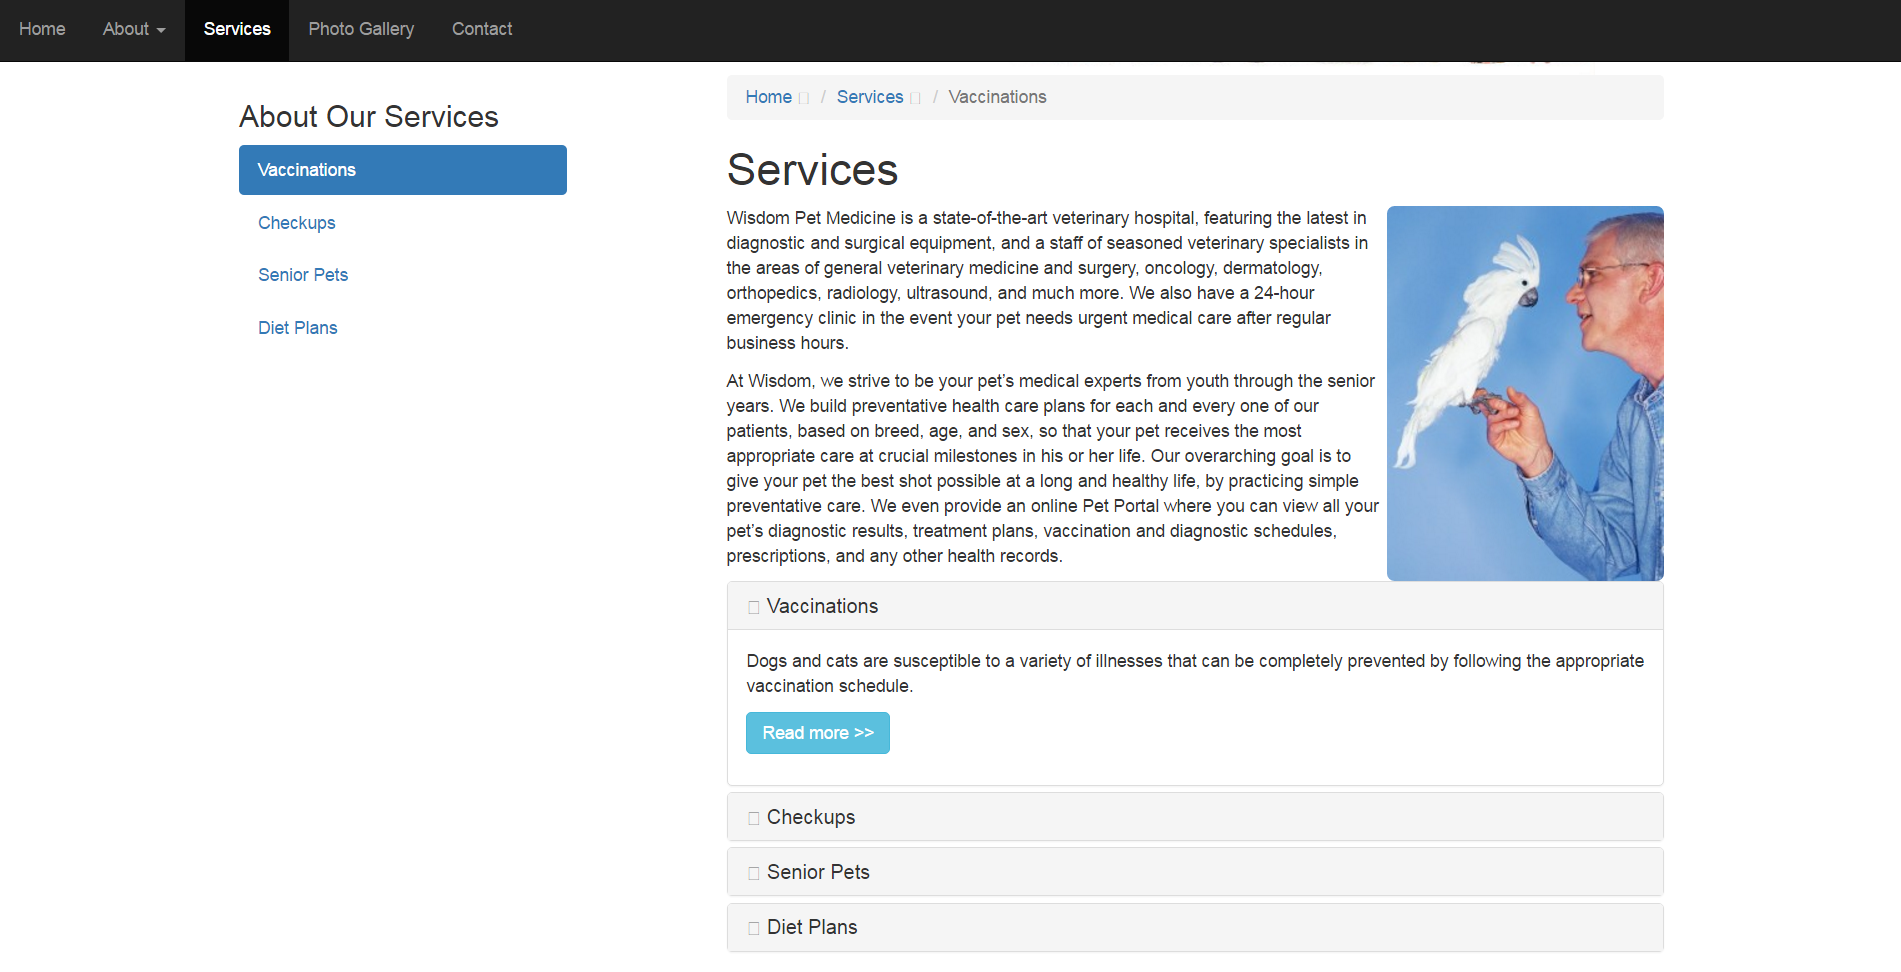 Home About Services Photo Gallery Contact
About Our Services
Vaccinations
Checkups
Senior Pets
Diet Plans
Home / Services / Vaccinations
Services
Wisdom Pet Medicine is a state-of-the-art veterinary hospital, featuring the latest in
diagnostic and surgical equipment, and a staff of seasoned veterinary specialists in
the areas of general veterinary medicine and surgery, oncology, dermatology,
orthopedics, radiology, ultrasound, and much more. We also have a 24-hour
emergency clinic in the event your pet needs urgent medical care after regular
business hours.
At Wisdom, we strive to be your pet’s medical experts from youth through the senior
years. We build preventative health care plans for each and every one of our
patients, based on breed, age, and sex, so that your pet receives the most
appropriate care at crucial milestones in his or her life. Our overarching goal is to
give your pet the best shot possible at a long and healthy life, by practicing simple
preventative care. We even provide an online Pet Portal where you can view all your
pet’s diagnostic results, treatment plans, vaccination and diagnostic schedules,
prescriptions, and any other health records.
Vaccinations
Dogs and cats are susceptible to a variety of illnesses that can be completely prevented by following the appropriate
vaccination schedule.
Read more >>
Checkups
Senior Pets
Diet Plans